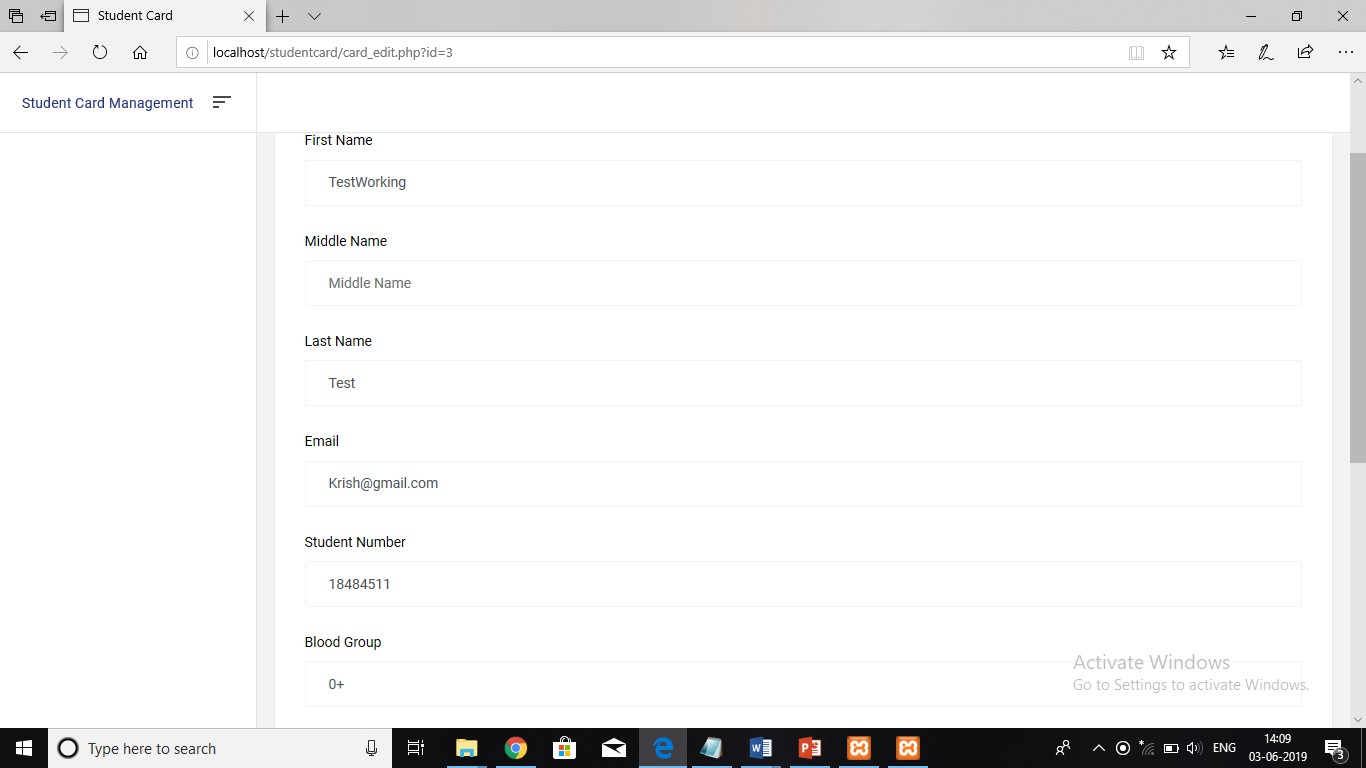 Student Card
localhost/studentcard/card_edit.php?id=3
Student Card Management
First Name
TestWorking
Middle Name
Middle Name
Last Name
Test
Email
Krish@gmail.com
Student Number
18484511
Blood Group
0+
Activate Windows
Go to Settings to activate Windows.
Type here to search
ENG
14:09
03-06-2019
3